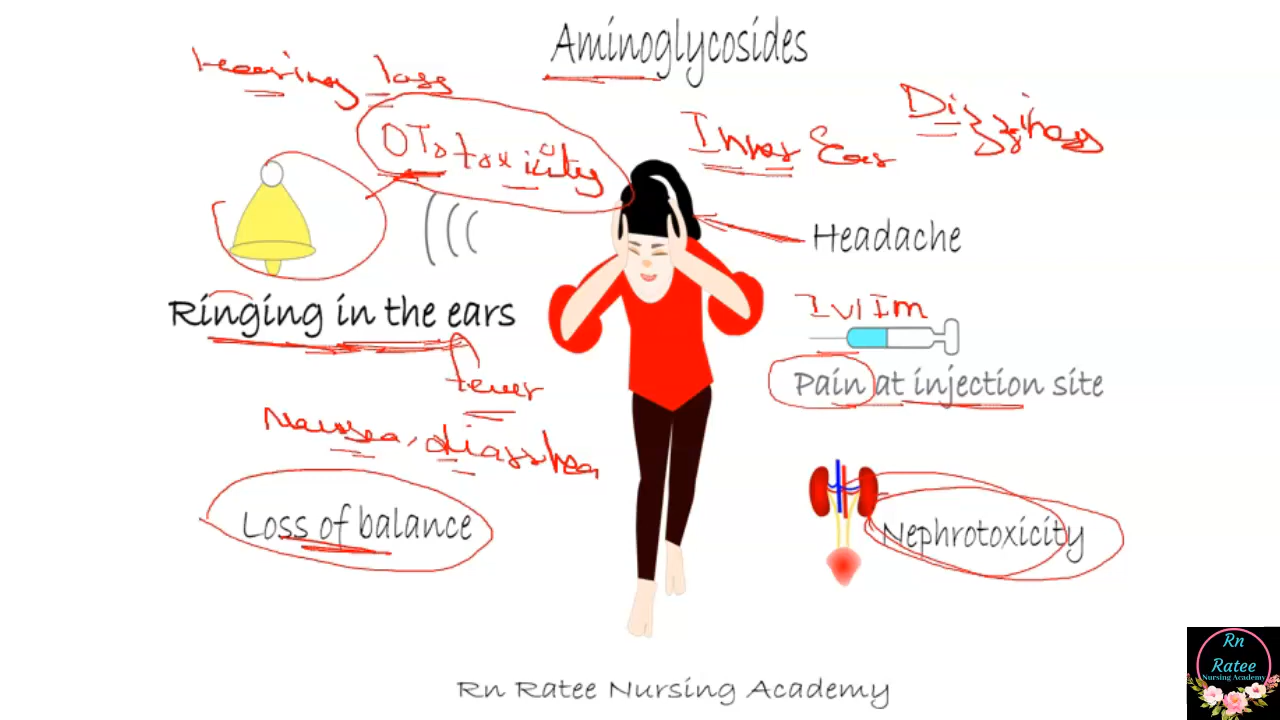 Aminoglycosides
Hearing loss
Dizziness
OTotoxicity
Inner Ear
Headache
Ringing in the ears
IV/Im
fever
Pain at injection site
Nausea, diarrhea
Loss of balance
Nephrotoxicity
Rn Ratee Nursing Academy
Rn
Ratee
Nursing Academy